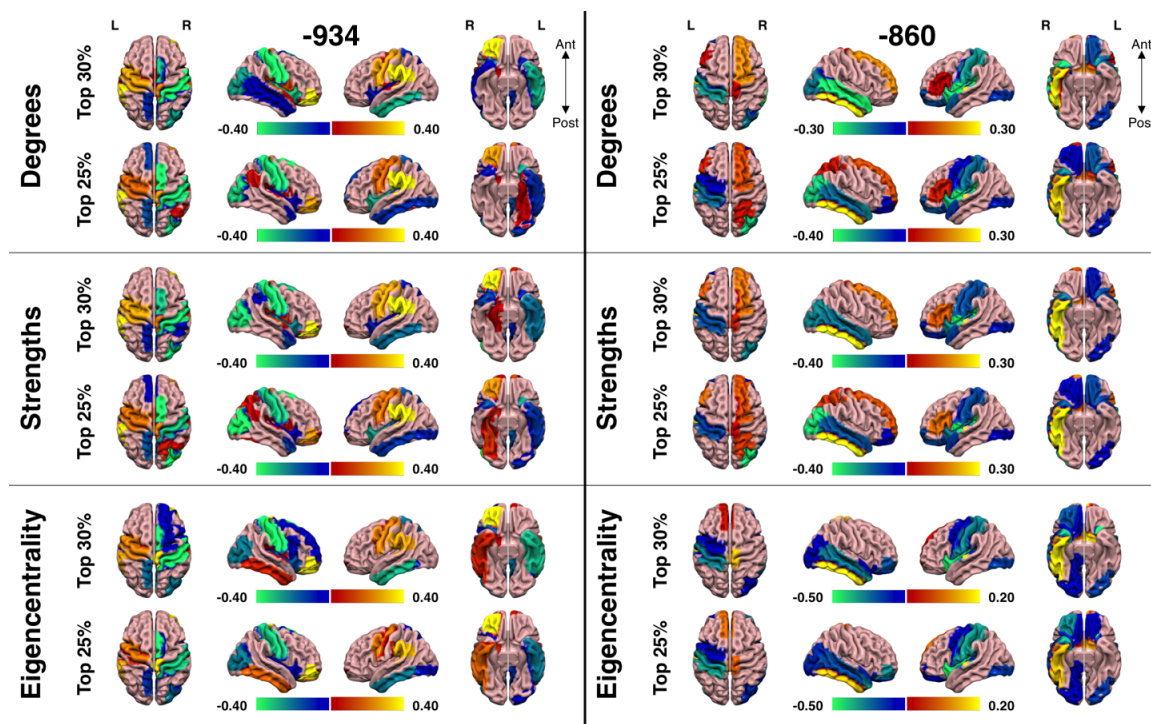 L R -934 R L
Degrees
Top 30%
Ant
Post
-0.40 0.40
Top 25%
-0.40 0.40
Strengths
Top 30%
-0.40 0.40
Top 25%
-0.40 0.40
Eigencentrality
Top 30%
-0.40 0.40
Top 25%
-0.40 0.40
L R -860 R L
Degrees
Top 30%
Ant
Post
-0.30 0.30
Top 25%
-0.40 0.30
Strengths
Top 30%
-0.40 0.30
Top 25%
-0.40 0.30
Eigencentrality
Top 30%
-0.50 0.20
Top 25%
-0.50 0.20